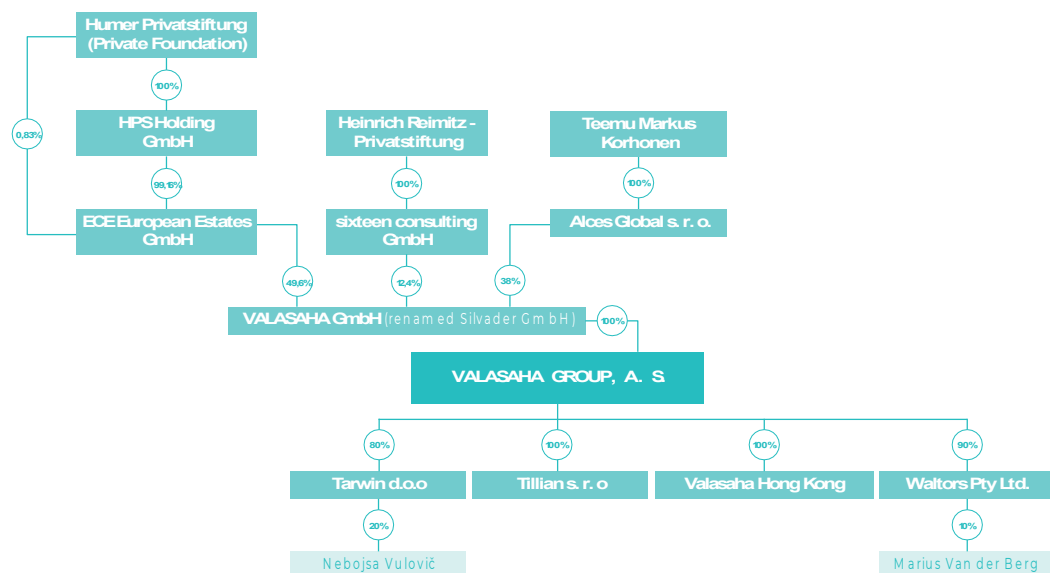 Humer Privatstiftung
(Private Foundation)
100%
0,83%
HPS Holding
GmbH
Heinrich Reimitz -
Privatstiftung
Teemu Markus
Korhonen
99,16%
100%
100%
ECE European Estates
GmbH
sixteen consulting
GmbH
Alces Global s. r. o.
49,6%
12,4%
38%
VALASAHA GmbH (renamed Silvader GmbH)
100%
VALASAHA GROUP, A. S.
80%
100%
100%
90%
Tarwin d.o.o
Tillian s. r. o
Valasaha Hong Kong
Waltors Pty Ltd.
20%
10%
Nebojsa Vulovič
Marius Van der Berg